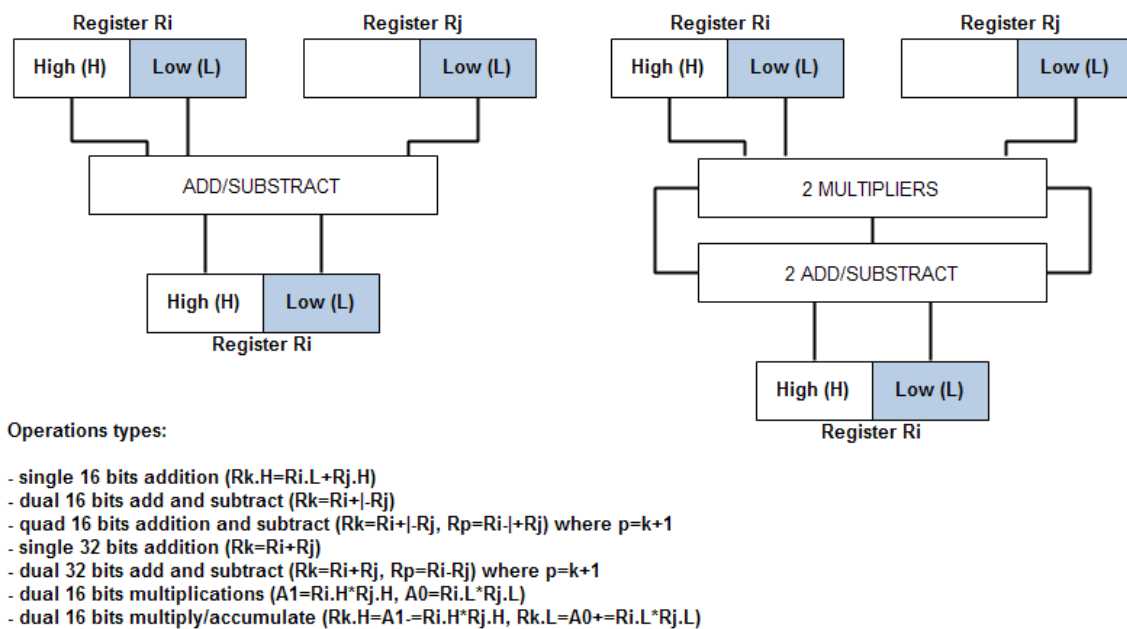 Register Ri
Register Rj
High (H) Low (L)
Low (L)
ADD/SUBSTRACT
High (H) Low (L)
Register Ri
Register Ri
Register Rj
High (H) Low (L)
Low (L)
2 MULTIPLIERS
2 ADD/SUBSTRACT
High (H) Low (L)
Register Ri
Operations types:
- single 16 bits addition (Rk.H=Ri.L+Rj.H)
- dual 16 bits add and subtract (Rk=Ri+|-Rj)
- quad 16 bits addition and subtract (Rk=Ri+|-Rj, Rp=Ri-|+Rj) where p=k+1
- single 32 bits addition (Rk=Ri+Rj)
- dual 32 bits add and subtract (Rk=Ri+Rj, Rp=Ri-Rj) where p=k+1
- dual 16 bits multiplications (A1=Ri.H*Rj.H, A0=Ri.L*Rj.L)
- dual 16 bits multiply/accumulate (Rk.H=A1-=Ri.H*Rj.H, Rk.L=A0+=Ri.L*Rj.L)